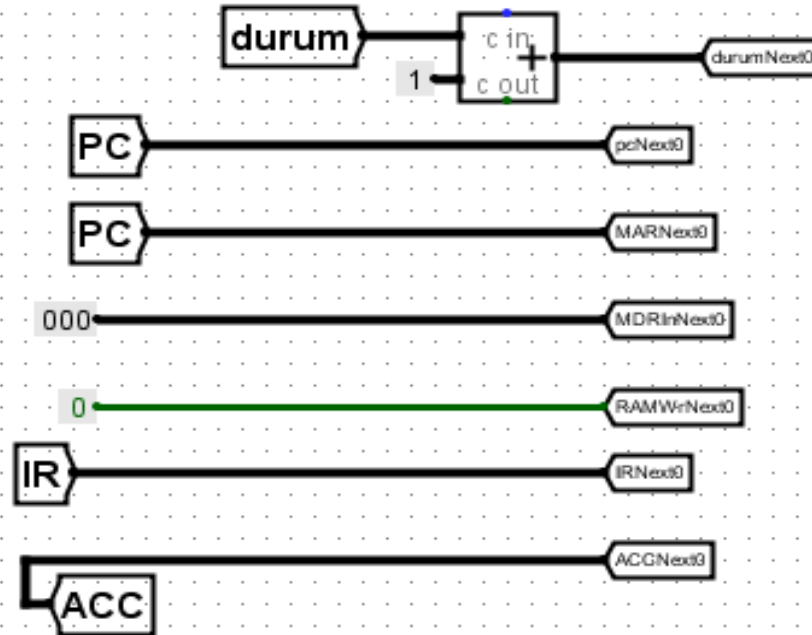 durum
c in
+
durumNext0
1
c out
PC
pcNext0
PC
MARNext0
000
MDRInNext0
0
RAMWrNext0
IR
IRNext0
ACCNext0
ACC